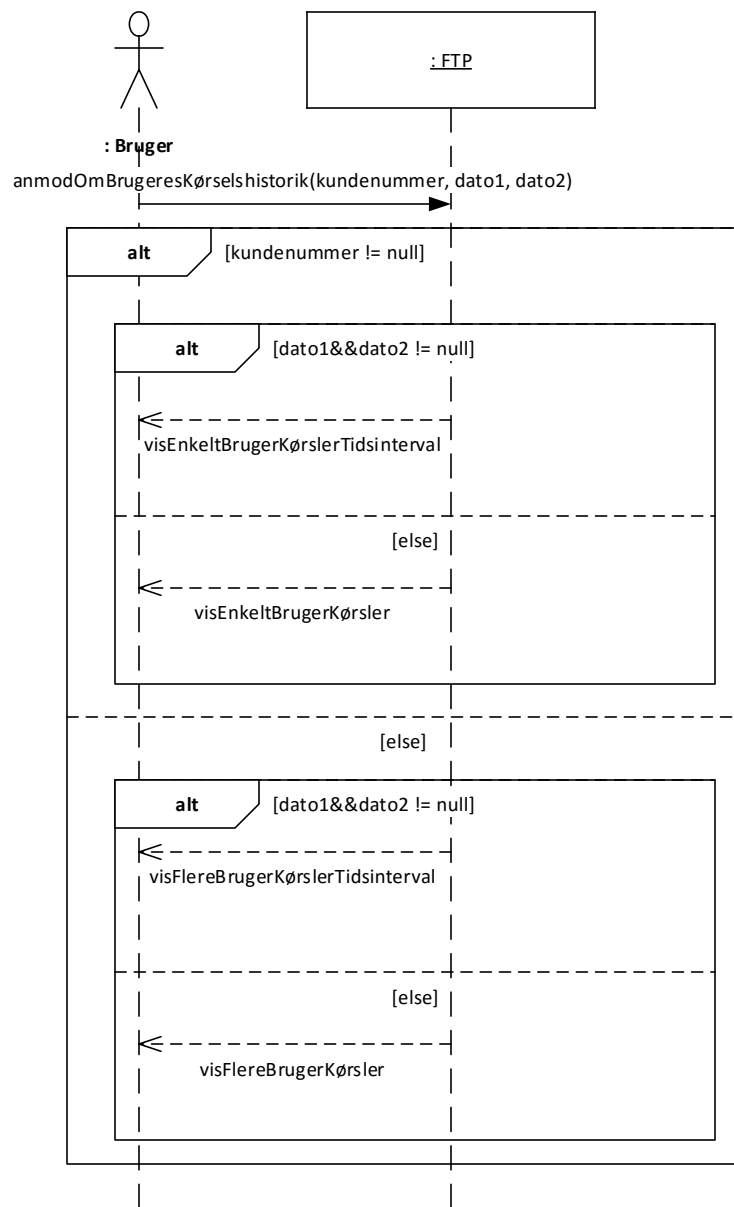 : FTP
: Bruger
anmodOmBrugeresKørselshistorik(kundenummer, dato1, dato2)
alt
[kundenummer != null]
alt
[dato1&&dato2 != null]
visEnkeltBrugerKørslerTidsinterval
[else]
visEnkeltBrugerKørsler
[else]
alt
[dato1&&dato2 != null]
visFlereBrugerKørslerTidsinterval
[else]
visFlereBrugerKørsler